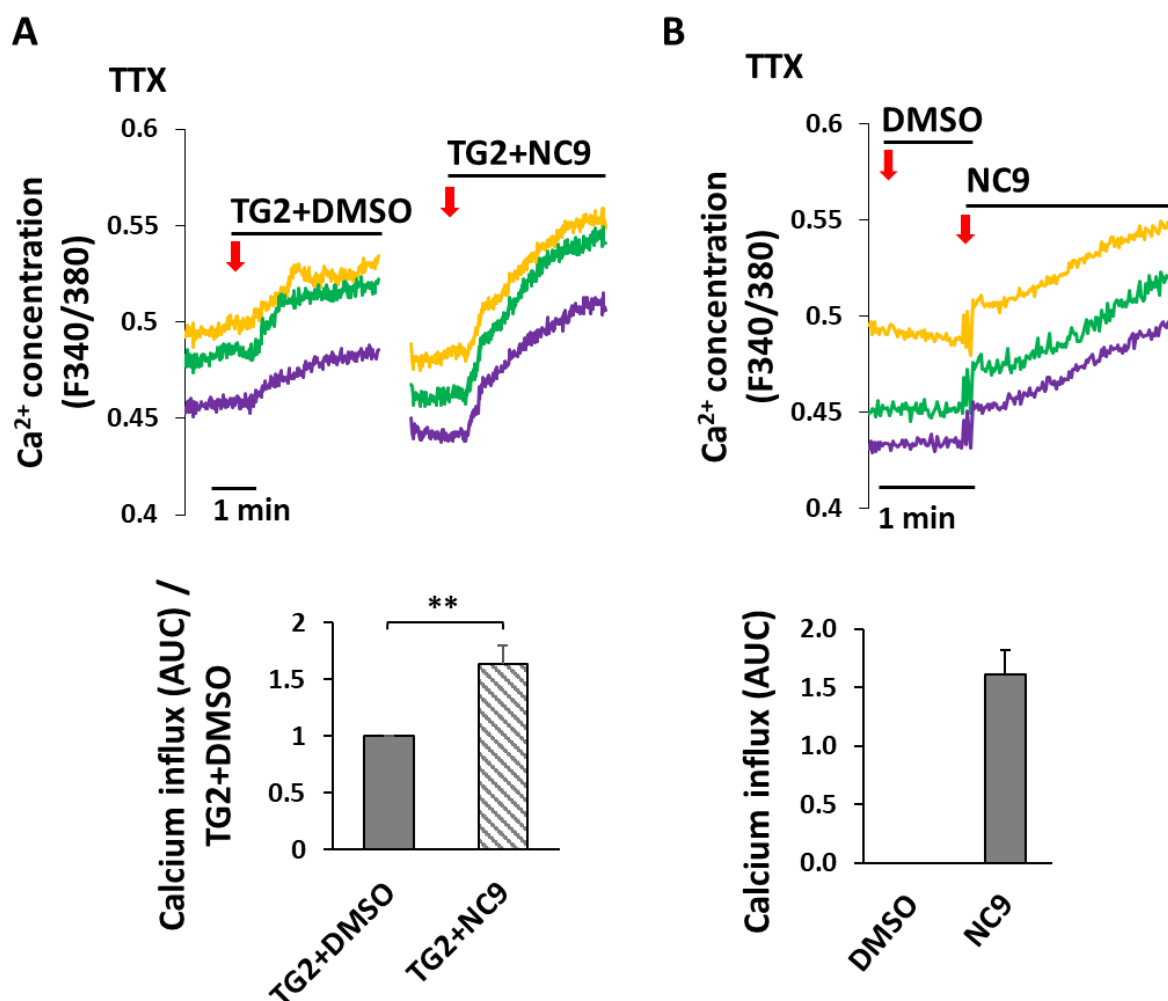 A
TTX
Ca²⁺ concentration
(F340/380)
0.6
0.55
0.5
0.45
0.4
TG2+DMSO
TG2+NC9
1 min
B
TTX
Ca²⁺ concentration
(F340/380)
0.6
0.55
0.5
0.45
0.4
DMSO
NC9
1 min
Calcium influx (AUC) /
TG2+DMSO
2
1.5
1
0.5
0
**
TG2+DMSO
TG2+NC9
Calcium influx (AUC)
2.0
1.5
1.0
0.5
0.0
DMSO
NC9